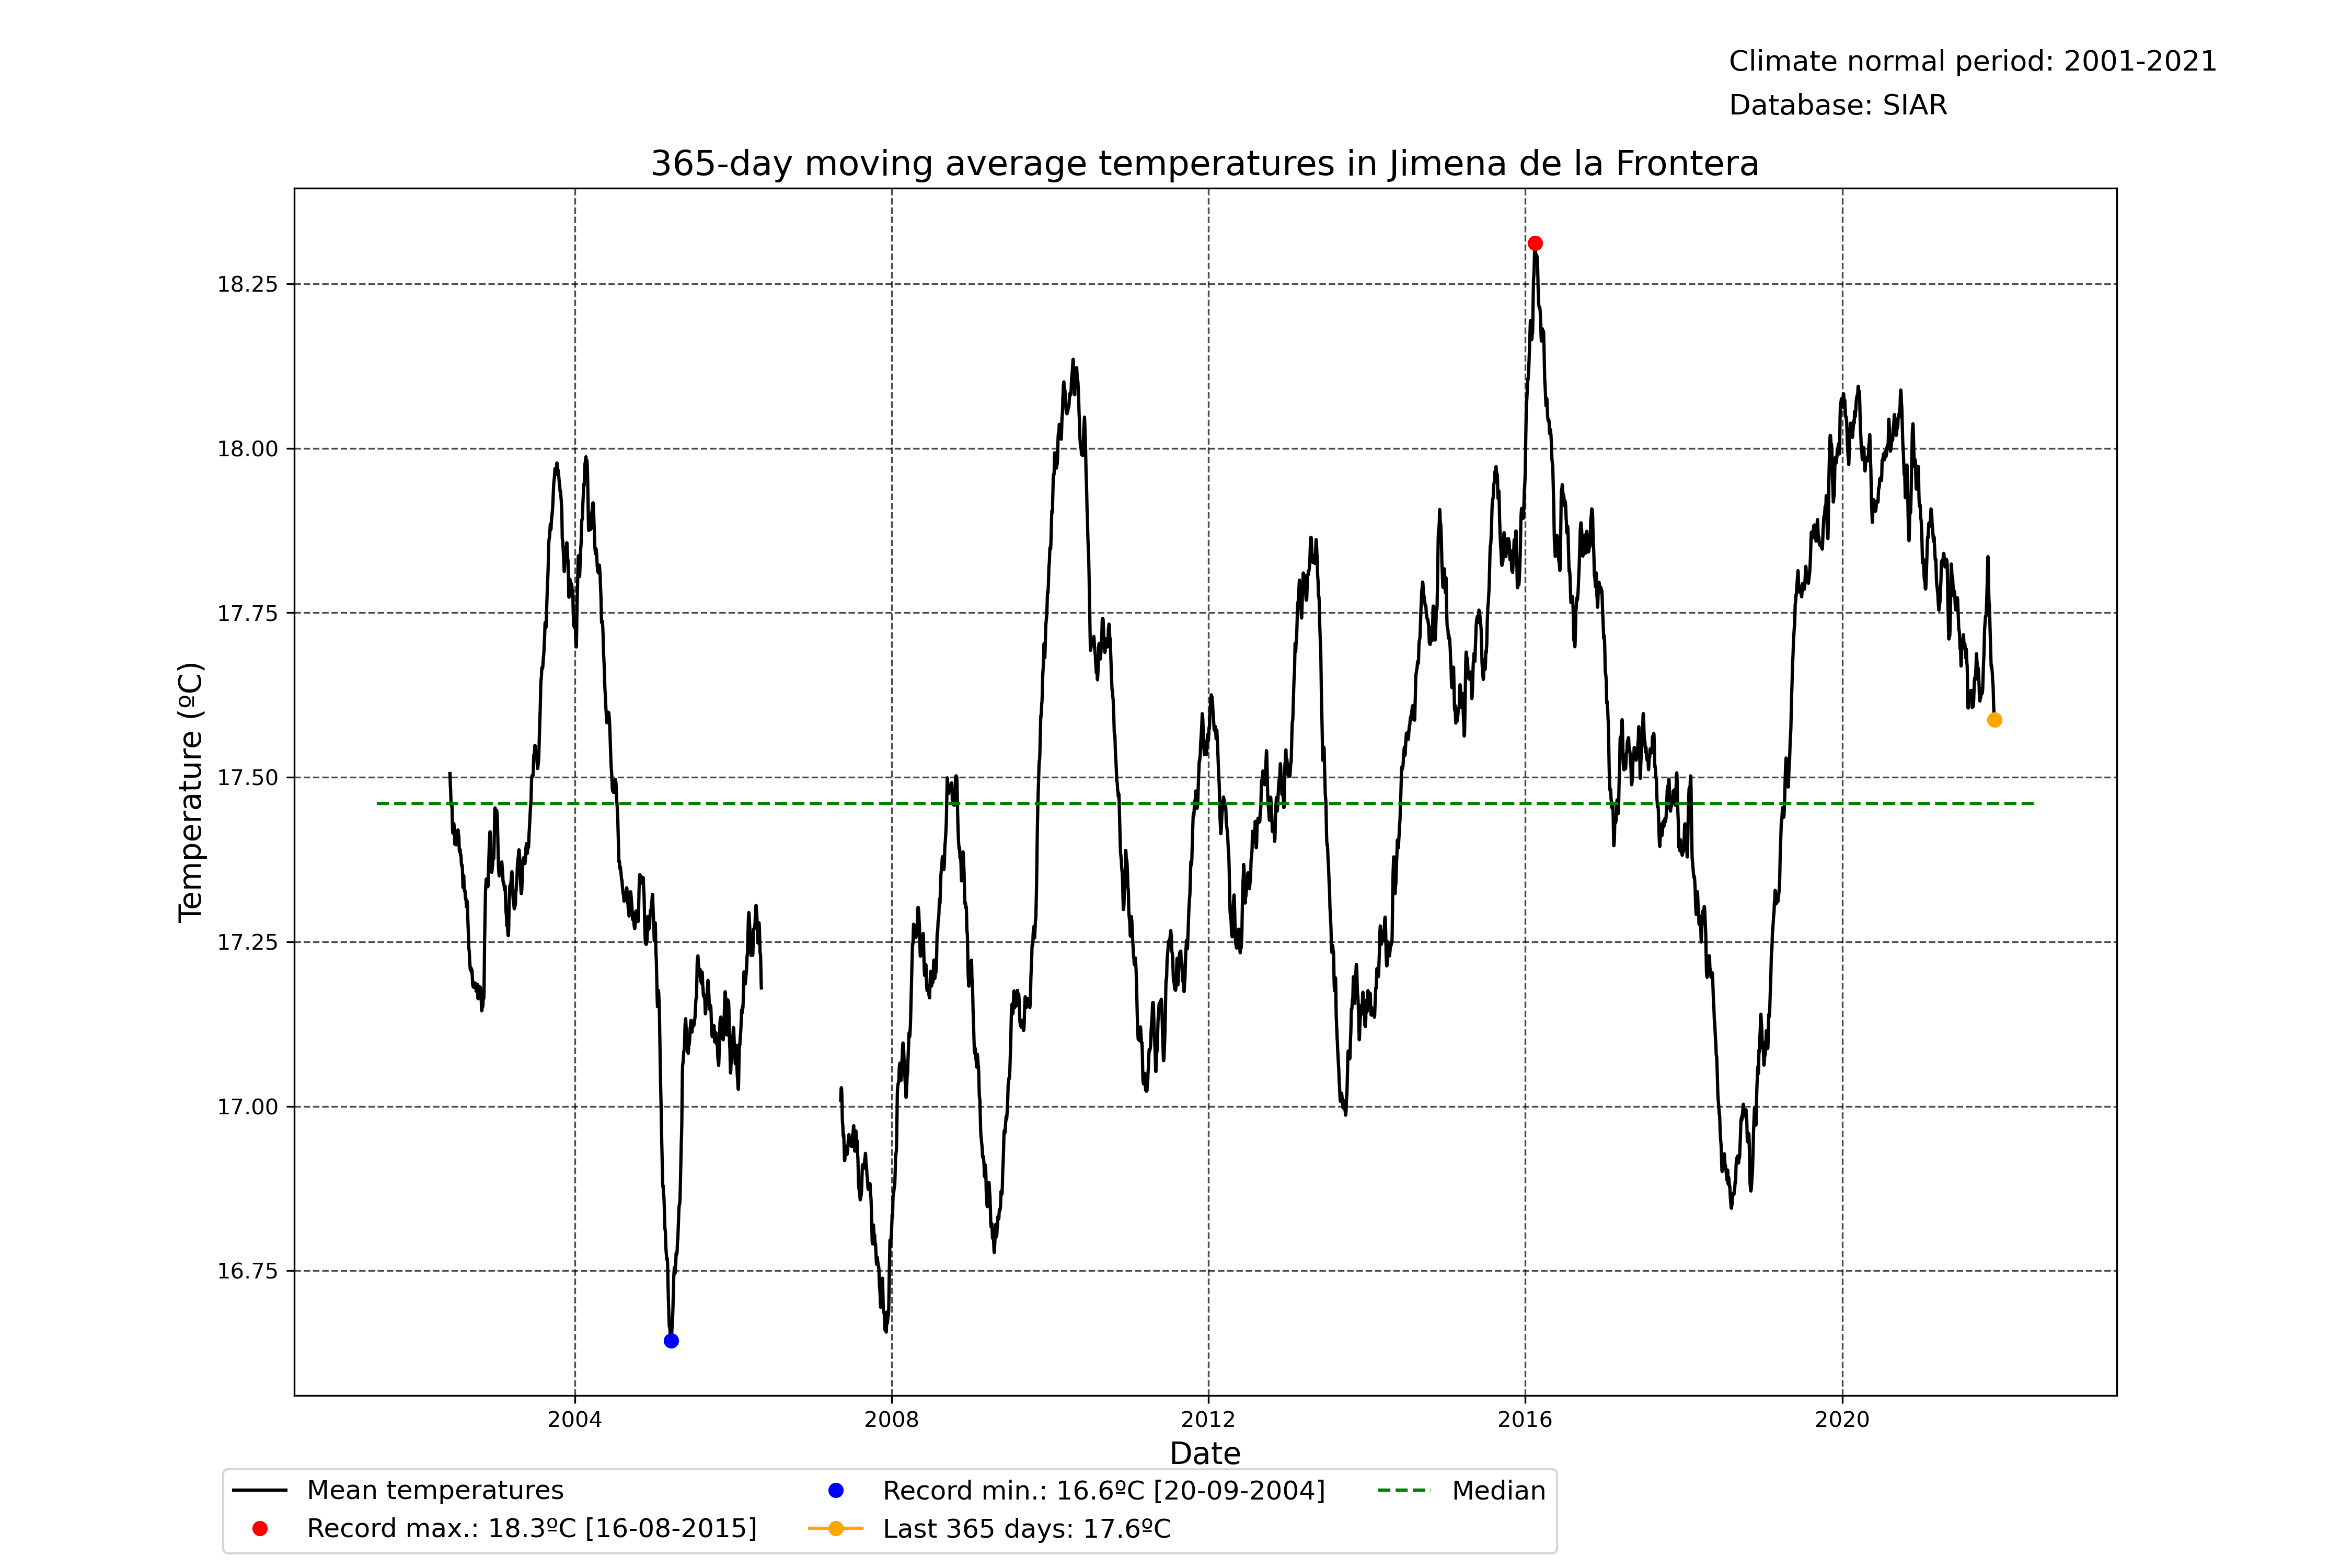 Climate normal period: 2001-2021
Database: SIAR
365-day moving average temperatures in Jimena de la Frontera
Temperature (ºC)
18.25
18.00
17.75
17.50
17.25
17.00
16.75
2004
2008
2012
2016
2020
Date
Mean temperatures
Record max.: 18.3ºC [16-08-2015]
Record min.: 16.6ºC [20-09-2004]
Last 365 days: 17.6ºC
Median